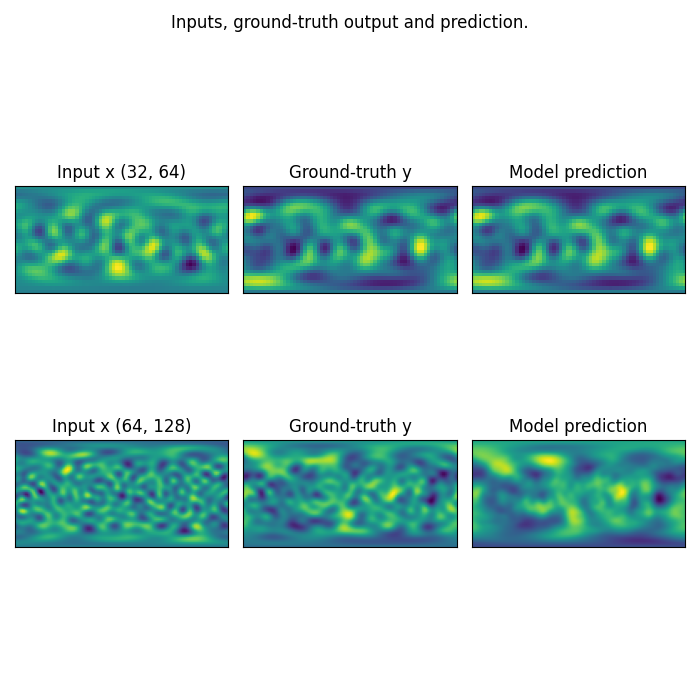 Inputs, ground-truth output and prediction.
Input x (32, 64)
Ground-truth y
Model prediction
Input x (64, 128)
Ground-truth y
Model prediction